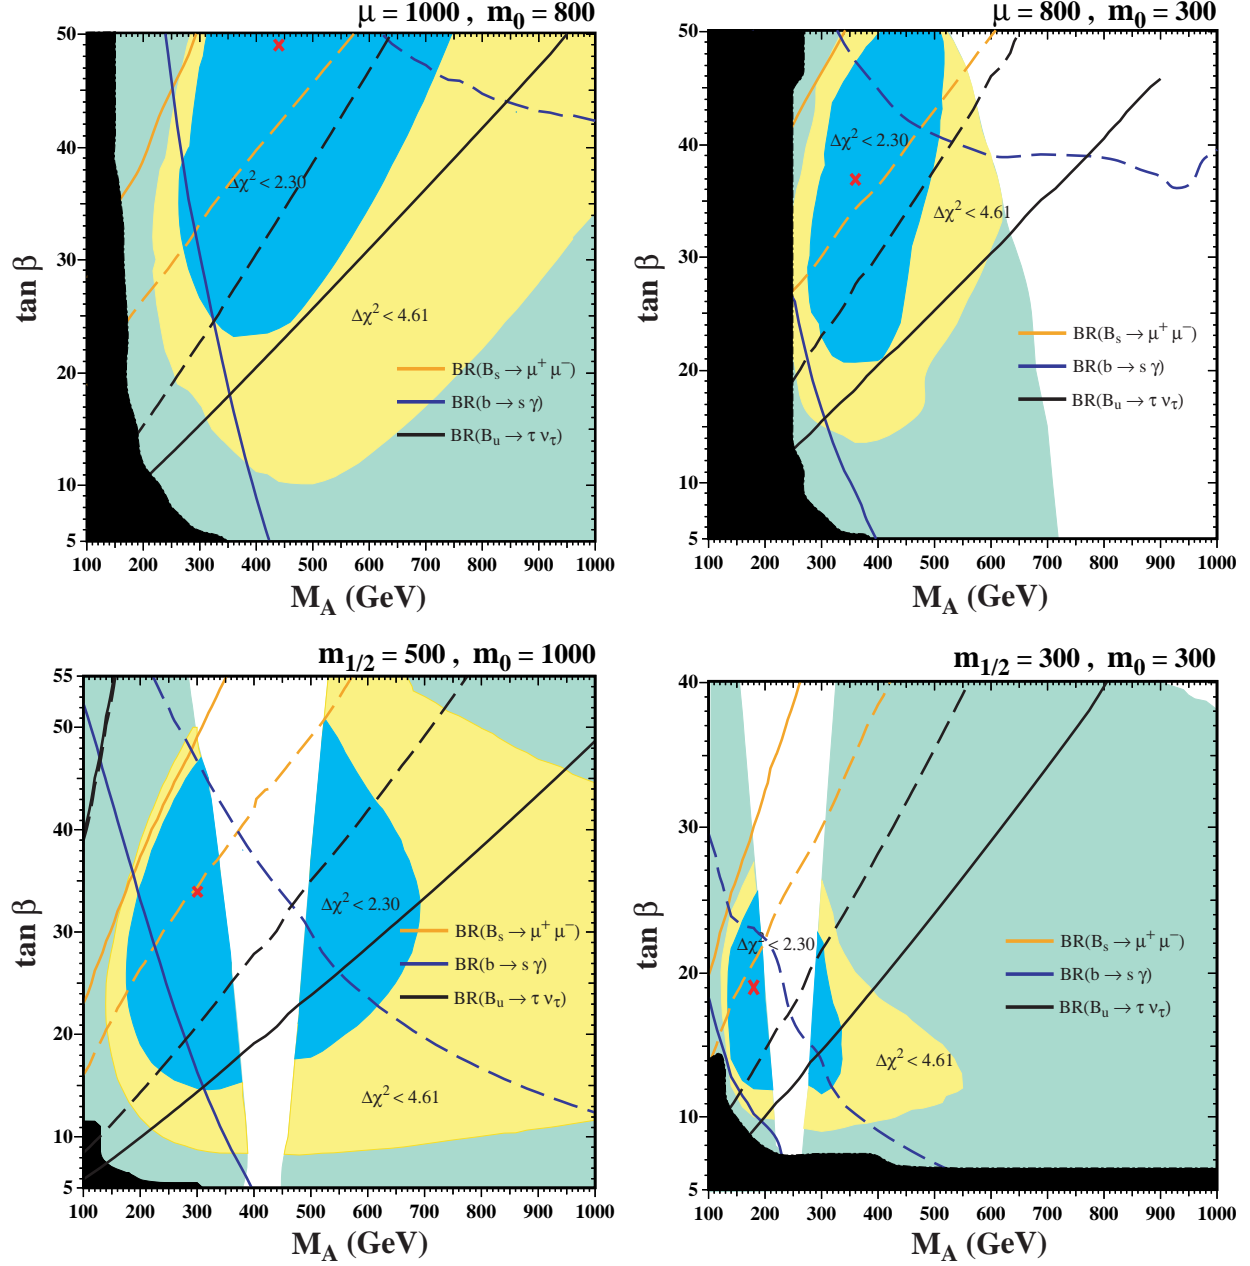 μ = 1000 , m0 = 800
50
40
30
20
10
5
tan β
Δχ² < 2.30
Δχ² < 4.61
BR(Bs → μ+ μ−)
BR(b → s γ)
BR(Bu → τ ντ)
100 200 300 400 500 600 700 800 900 1000
MA (GeV)
μ = 800 , m0 = 300
50
40
30
20
10
5
tan β
Δχ² < 2.30
Δχ² < 4.61
BR(Bs → μ+ μ−)
BR(b → s γ)
BR(Bu → τ ντ)
100 200 300 400 500 600 700 800 900 1000
MA (GeV)
m1/2 = 500 , m0 = 1000
55
50
40
30
20
10
5
tan β
Δχ² < 2.30
BR(Bs → μ+ μ−)
BR(b → s γ)
BR(Bu → τ ντ)
Δχ² < 4.61
100 200 300 400 500 600 700 800 900 1000
MA (GeV)
m1/2 = 300 , m0 = 300
40
30
20
10
5
tan β
Δχ² < 2.30
BR(Bs → μ+ μ−)
BR(b → s γ)
BR(Bu → τ ντ)
Δχ² < 4.61
100 200 300 400 500 600 700 800 900 1000
MA (GeV)